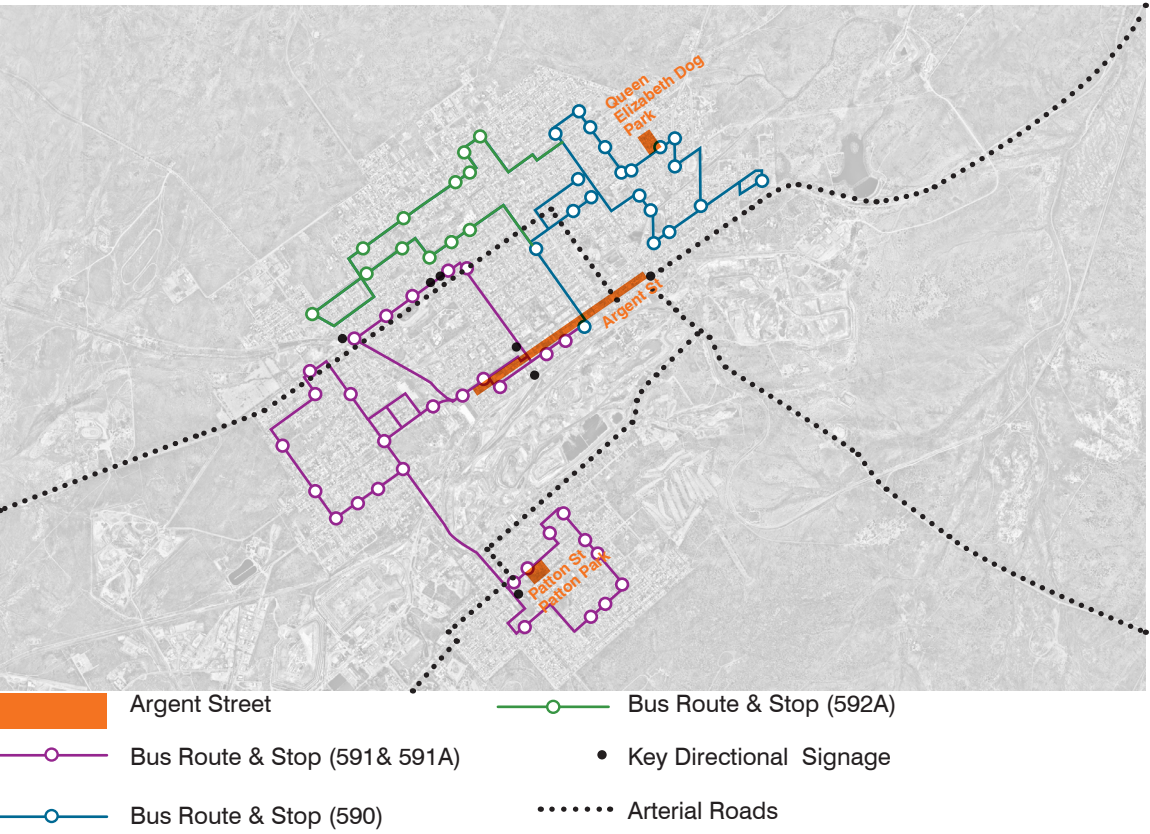 Queen
Elizabeth Dog
Park
Argent St
Patton St
Patton Park
Argent Street
Bus Route & Stop (591& 591A)
Bus Route & Stop (590)
Bus Route & Stop (592A)
Key Directional  Signage
Arterial Roads